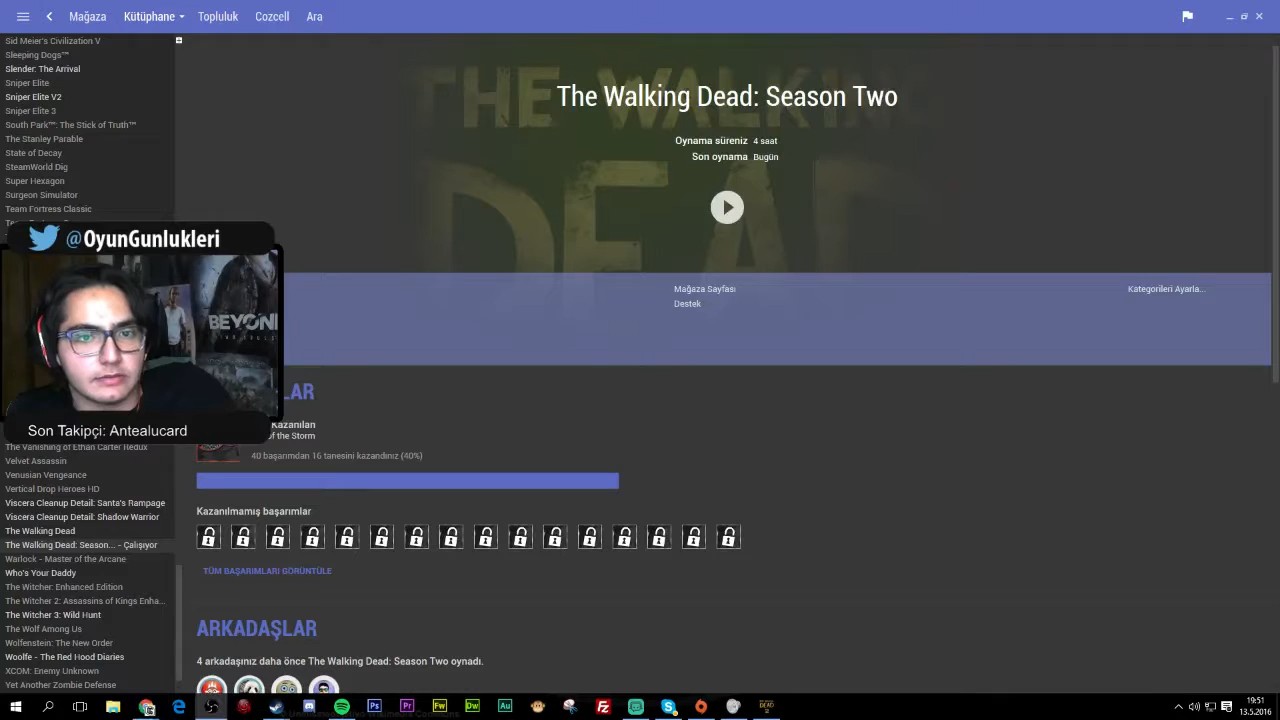 Mağaza Kütüphane Topluluk Cozcell Ara
Sid Meier's Civilization V
Sleeping Dogs™
Slender: The Arrival
Sniper Elite
Sniper Elite V2
Sniper Elite 3
South Park™: The Stick of Truth™
The Stanley Parable
State of Decay
SteamWorld Dig
Super Hexagon
Surgeon Simulator
Team Fortress Classic
@OyunGunlukleri
BEYOND
Son Takipçi: Antealucard
The Vanishing of Ethan Carter Redux
Velvet Assassin
Venusian Vengeance
Vertical Drop Heroes HD
Viscera Cleanup Detail: Santa's Rampage
Viscera Cleanup Detail: Shadow Warrior
The Walking Dead
The Walking Dead: Season... - Çalışıyor
Warlock - Master of the Arcane
Who's Your Daddy
The Witcher: Enhanced Edition
The Witcher 2: Assassins of Kings Enha...
The Witcher 3: Wild Hunt
The Wolf Among Us
Wolfenstein: The New Order
Woolfe - The Red Hood Diaries
XCOM: Enemy Unknown
Yet Another Zombie Defense
THE WALKING
DEAD
The Walking Dead: Season Two
Oynama süreniz 4 saat
Son oynama Bugün
Mağaza Sayfası
Destek
Kategorileri Ayarla...
LAR
Kazanılan
of the Storm
40 başarımdan 16 tanesini kazandınız (40%)
Kazanılmamış başarımlar
TÜM BAŞARIMLARI GÖRÜNTÜLE
ARKADAŞLAR
4 arkadaşınız daha önce The Walking Dead: Season Two oynadı.
Ps Pr Fw Dw Au Fz
19:51
13.5.2016